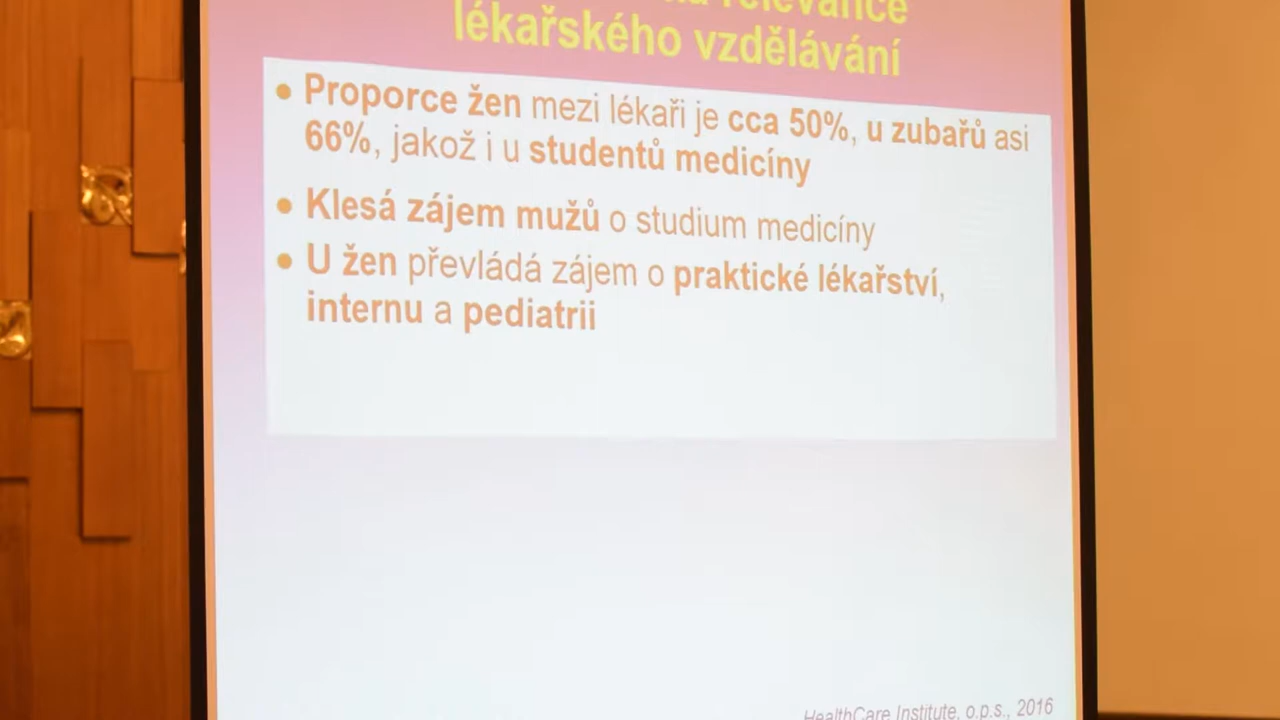 relevance
lékařského vzdělávání
● Proporce žen mezi lékaři je cca 50%, u zubařů asi
66%, jakož i u studentů medicíny
● Klesá zájem mužů o studium medicíny
● U žen převládá zájem o praktické lékařství,
internu a pediatrii
HealthCare Institute, o.p.s., 2016